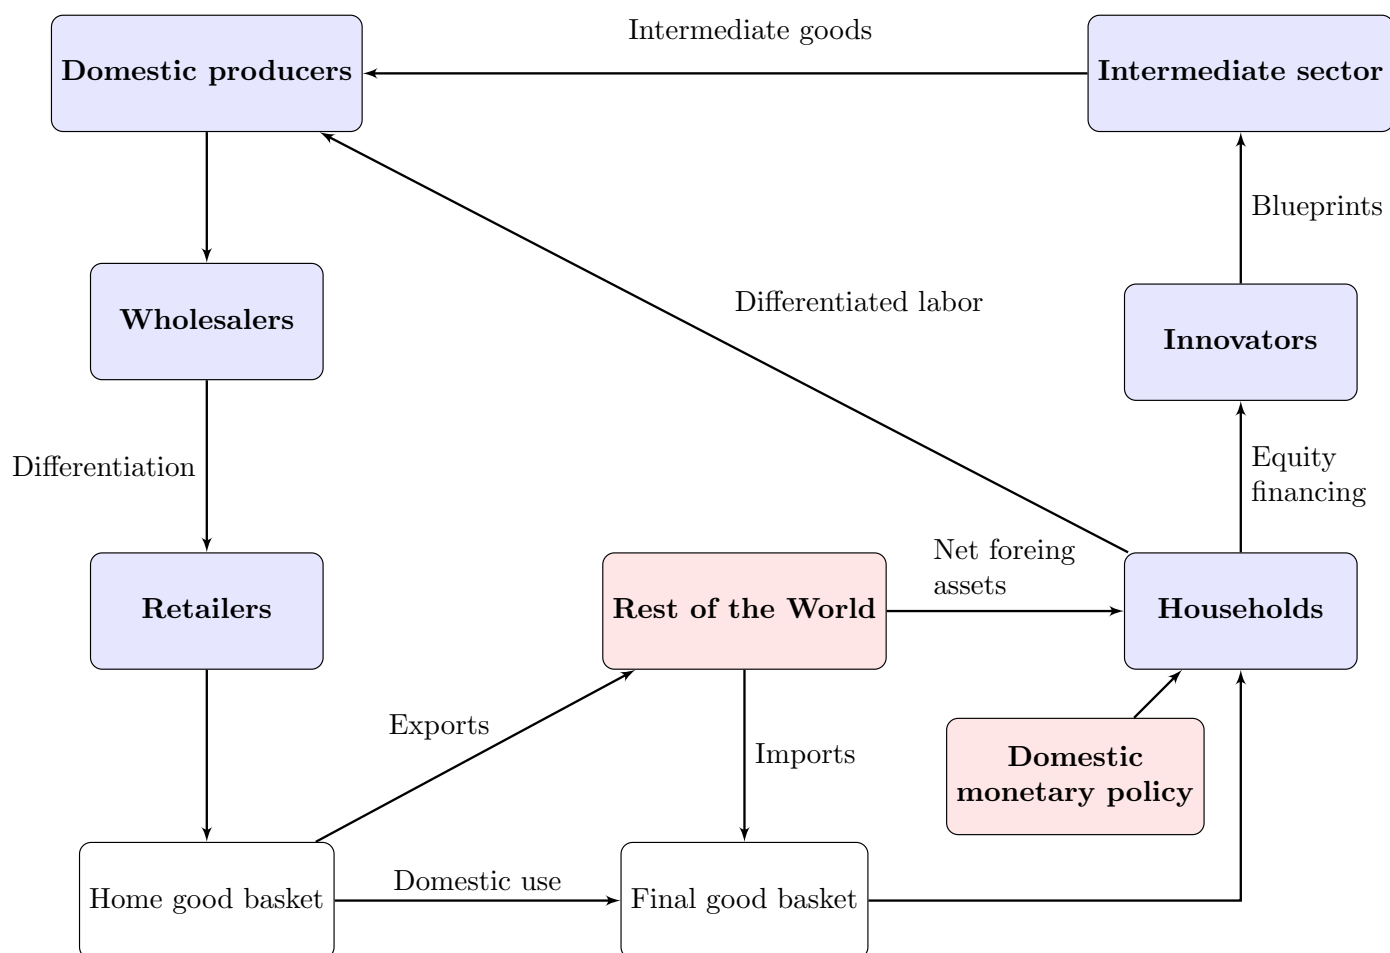 Intermediate goods
Domestic producers
Intermediate sector
Blueprints
Differentiated labor
Wholesalers
Innovators
Differentiation
Equity
financing
Net foreing
assets
Retailers
Rest of the World
Households
Exports
Imports
Domestic
monetary policy
Home good basket
Domestic use
Final good basket